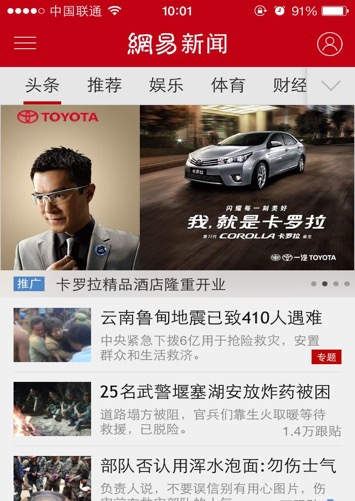 中国联通 10:01 91%
網易新闻
头条 推荐 娱乐 体育 财经
TOYOTA
闪耀每一刻美好
我,就是卡罗拉
第11代 COROLLA 卡罗拉 诞生
一汽 TOYOTA
推广 卡罗拉精品酒店隆重开业
云南鲁甸地震已致410人遇难
中央紧急下拨6亿用于抢险救灾,安置
群众和生活救济。
专题
25名武警堰塞湖安放炸药被困
道路塌方被阻,官兵们靠生火取暖等待
救援,已脱险。
1.4万跟贴
部队否认用浑水泡面:勿伤士气
负责人说,不要误信别有用心图片,伤